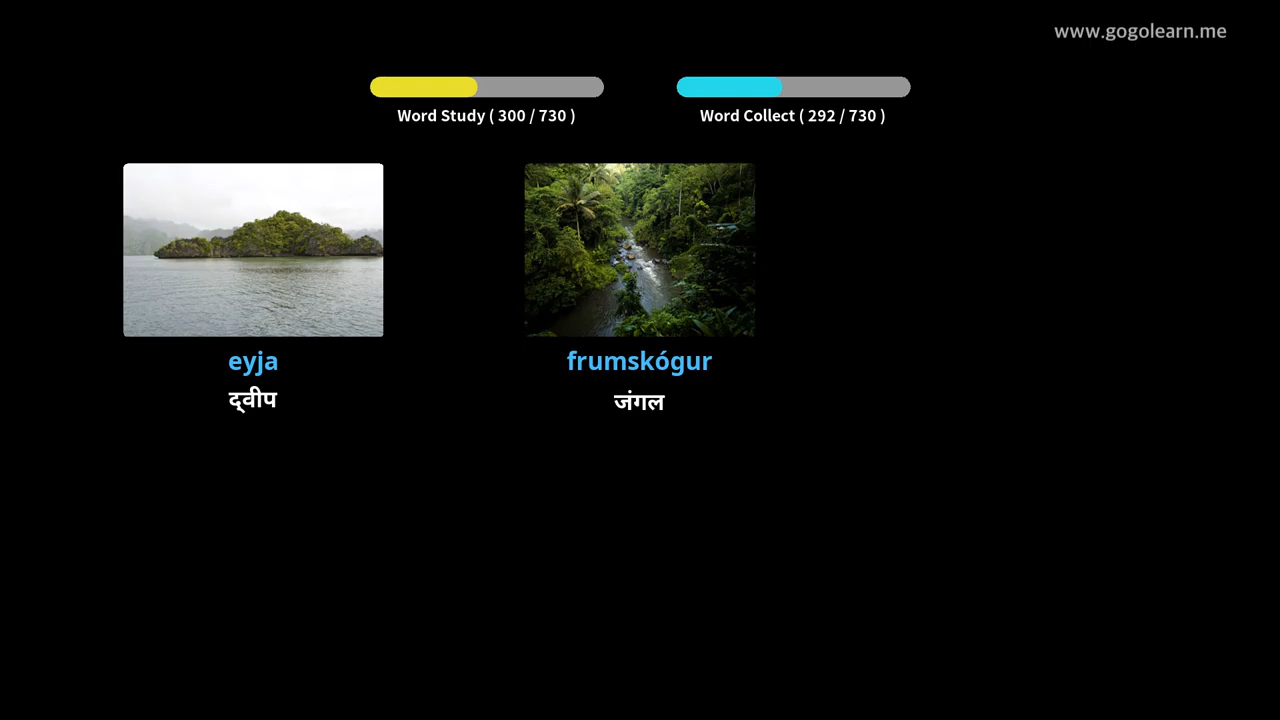 www.gogolearn.me
Word Study ( 300 / 730 )
Word Collect ( 292 / 730 )
eyja
द्वीप
frumskógur
जंगल